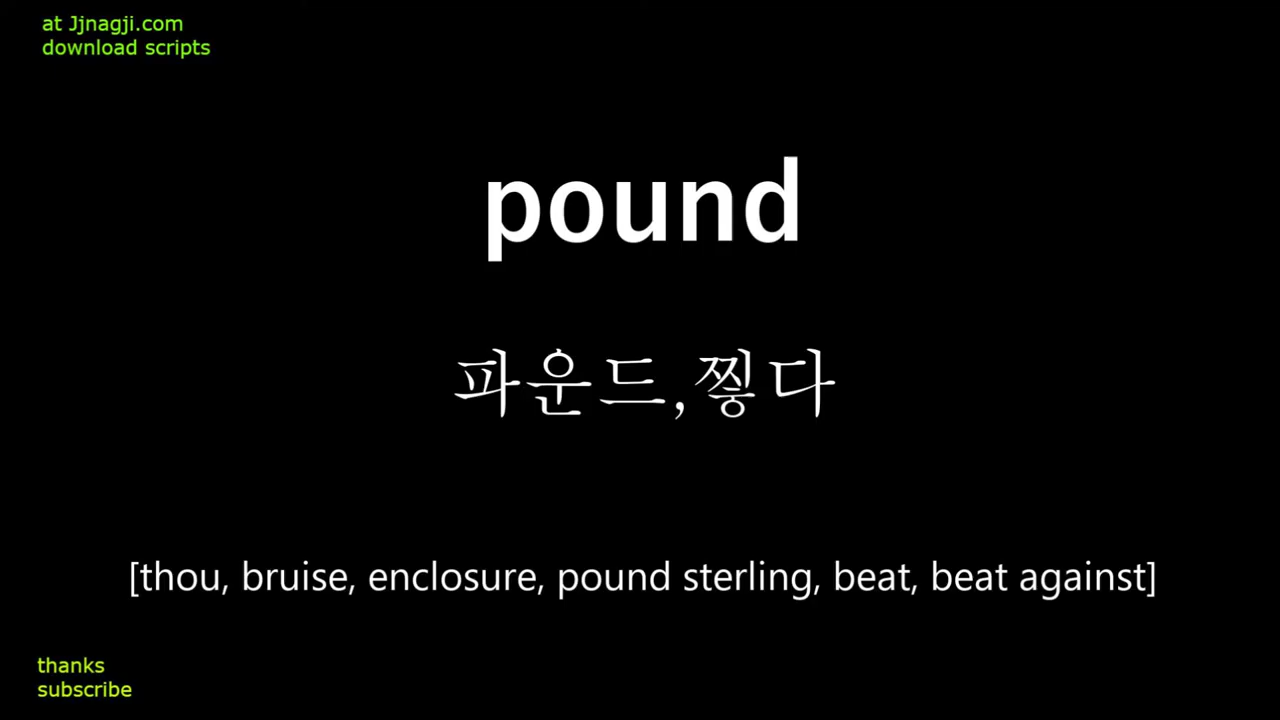 at Jjnagji.com
download scripts
pound
파운드,찧다
[thou, bruise, enclosure, pound sterling, beat, beat against]
thanks
subscribe